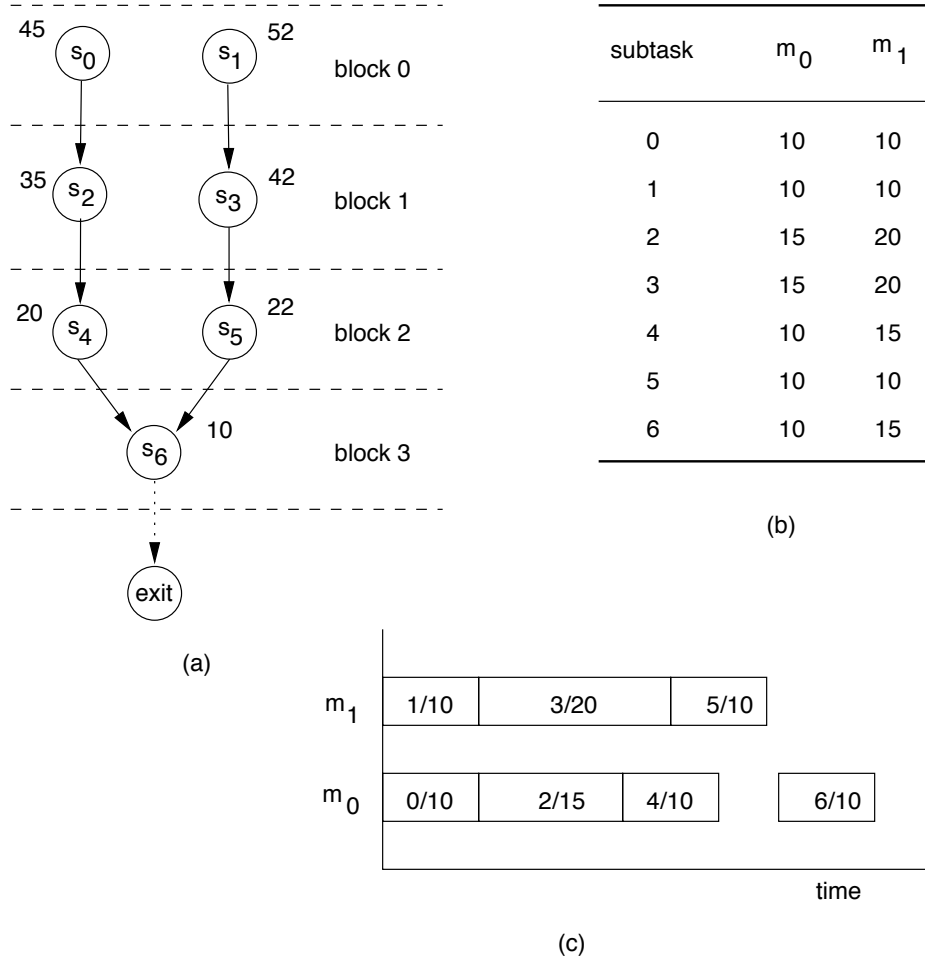 45 s0 s1 52 block 0
35 s2 s3 42 block 1
20 s4 s5 22 block 2
s6 10 block 3
exit
(a)
subtask m0 m1
0 10 10
1 10 10
2 15 20
3 15 20
4 10 15
5 10 10
6 10 15
(b)
m1 1/10 3/20 5/10
m0 0/10 2/15 4/10 6/10
time
(c)